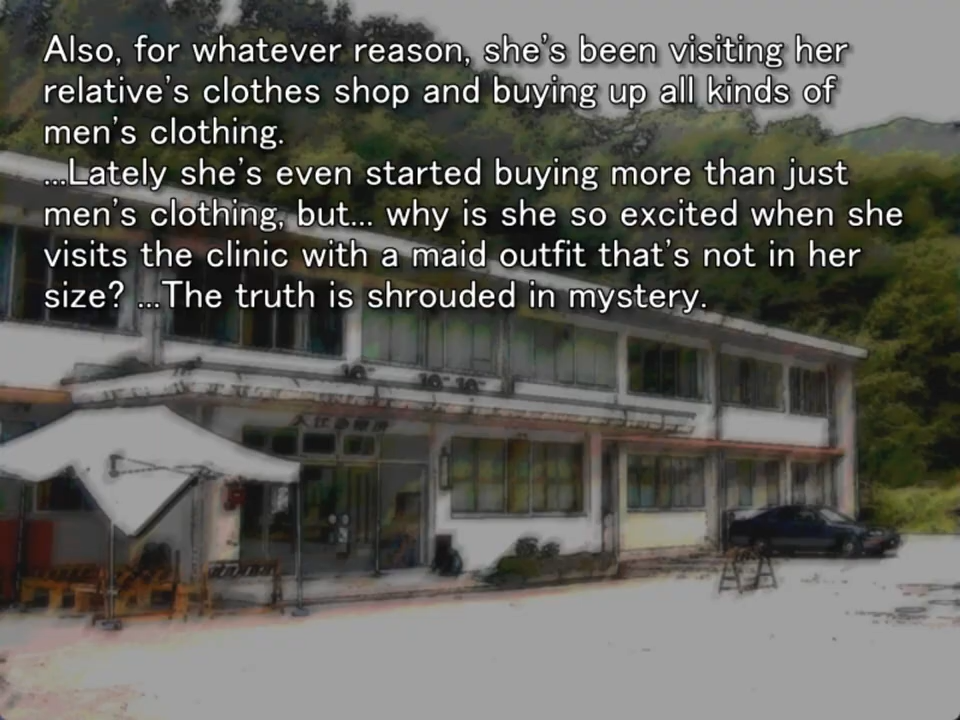 Also, for whatever reason, she's been visiting her
relative's clothes shop and buying up all kinds of
men's clothing.
...Lately she's even started buying more than just
men's clothing, but... why is she so excited when she
visits the clinic with a maid outfit that's not in her
size? ...The truth is shrouded in mystery.